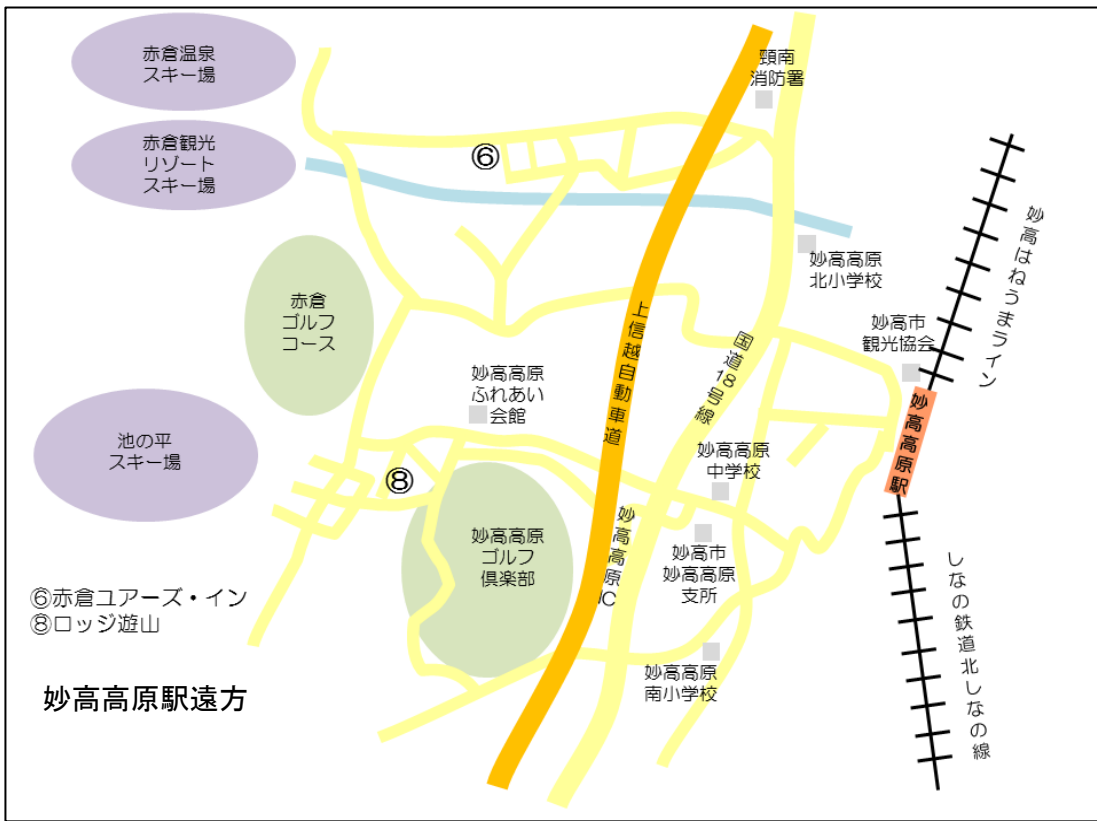 赤倉温泉
スキー場
頸南
消防署
赤倉観光
リゾート
スキー場
⑥
妙高はねうまライン
妙高高原
北小学校
赤倉
ゴルフ
コース
上信越自動車道
国道18号線
妙高市
観光協会
妙高高原
ふれあい
会館
妙高高原駅
池の平
スキー場
妙高高原
中学校
⑧
妙高高原IC
妙高高原
ゴルフ
倶楽部
妙高市
妙高高原
支所
しなの鉄道北しなの線
⑥赤倉ユアーズ・イン
⑧ロッジ遊山
妙高高原
南小学校
妙高高原駅遠方